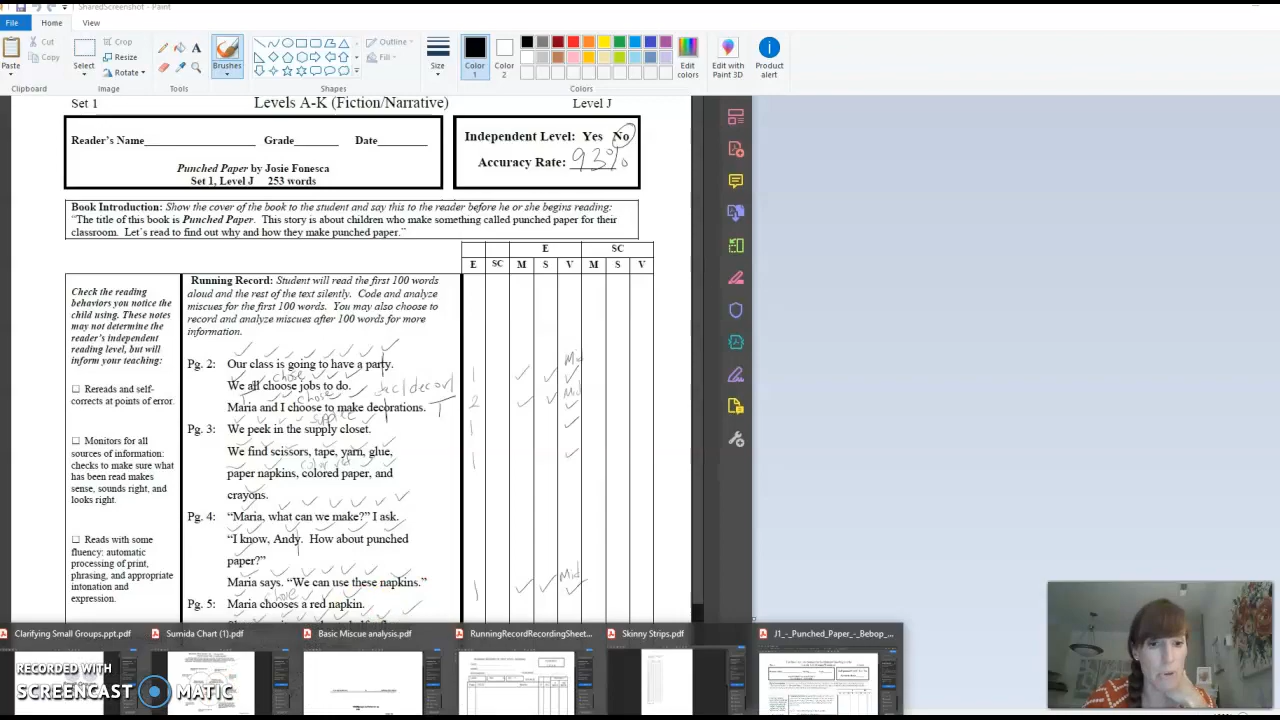 SharedScreenshot - Paint
File Home View
Cut
Copy
Paste
Clipboard
Select
Crop
Resize
Rotate
Image
Tools
Brushes
Shapes
Outline
Fill
Size
Color 1
Color 2
Colors
Edit colors
Edit with Paint 3D
Product alert
Set 1 Levels A-K (Fiction/Narrative) Level J
Reader's Name Grade Date
Punched Paper by Josie Fonesca
Set 1, Level J 253 words
Independent Level: Yes No
Accuracy Rate: 93%
Book Introduction: Show the cover of the book to the student and say this to the reader before he or she begins reading:
"The title of this book is Punched Paper. This story is about children who make something called punched paper for their
classroom. Let's read to find out why and how they make punched paper."
E SC
E SC M S V M S V
Check the reading
behaviors you notice the
child using. These notes
may not determine the
reader's independent
reading level, but will
inform your teaching:
☐ Rereads and self-
corrects at points of error.
☐ Monitors for all
sources of information:
checks to make sure what
has been read makes
sense, sounds right, and
looks right.
☐ Reads with some
fluency: automatic
processing of print,
phrasing, and appropriate
intonation and
expression.
Running Record: Student will read the first 100 words
aloud and the rest of the text silently. Code and analyze
miscues for the first 100 words. You may also choose to
record and analyze miscues after 100 words for more
information.
Pg. 2: Our class is going to have a party.
Mid
chose
We all choose jobs to do.
1
chose
Mid
Maria and I choose to make decorations.
2
Pg. 3: We peek in the supply closet.
1
We find scissors, tape, yarn, glue,
1
paper napkins, colored paper, and
crayons.
Pg. 4: "Maria, what can we make?" I ask.
"I know, Andy. How about punched
paper?"
Maria says. "We can use these napkins."
Mid
1
chose
Pg. 5: Maria chooses a red napkin.
Clarifying Small Groups.ppt.pdf
Sumida Chart (1).pdf
Basic Miscue analysis.pdf
RunningRecordRecordingSheet...
Skinny Strips.pdf
J1_-_Punched_Paper_-_Bebop_...
RECORDED WITH
SCREENCAST MATIC